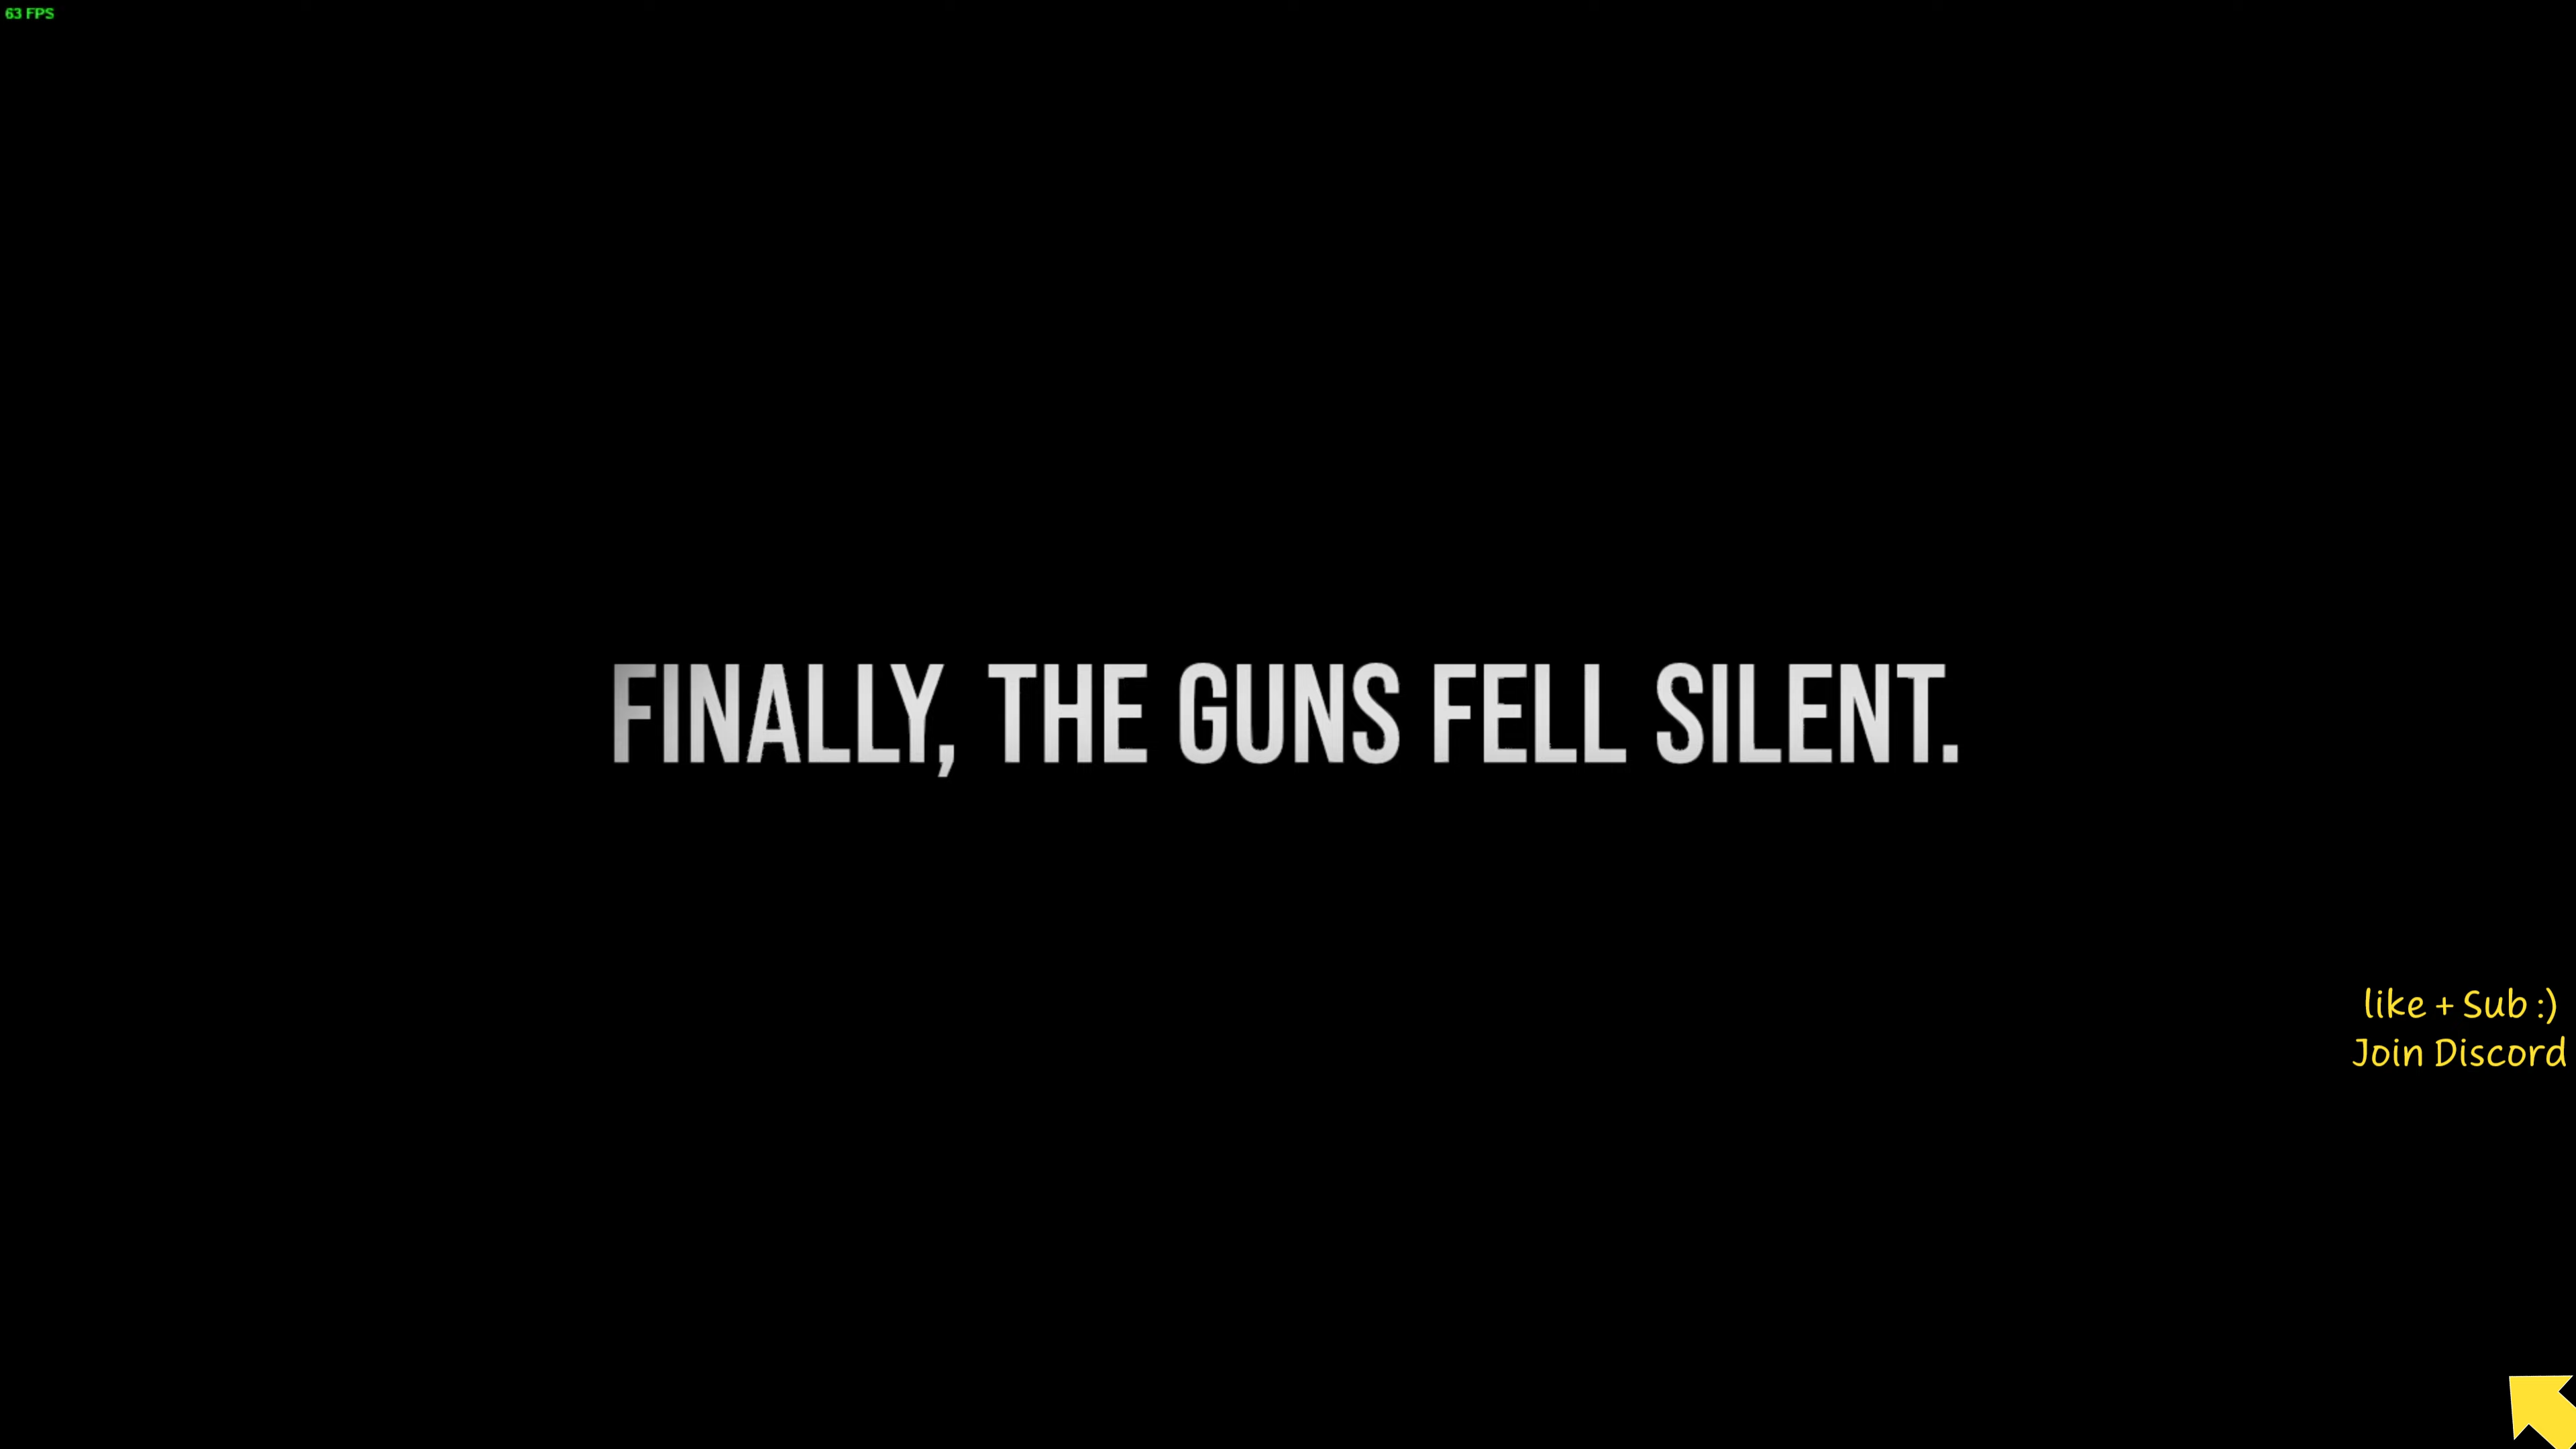 63 FPS
FINALLY, THE GUNS FELL SILENT.
like + Sub :)
Join Discord